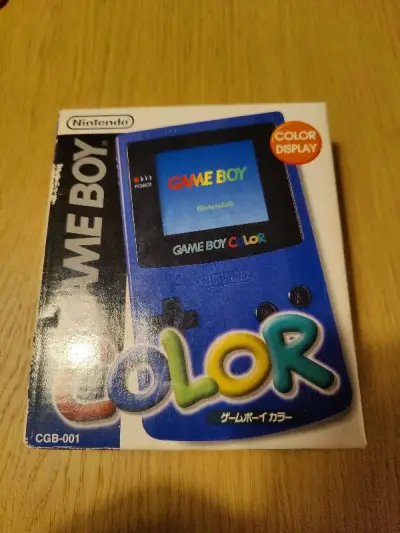 Nintendo
COLOR
DISPLAY
GAME BOY
POWER
GAME BOY
Nintendo®
GAME BOY COLOR
Nintendo
COLOR
ゲームボーイ カラー
CGB-001